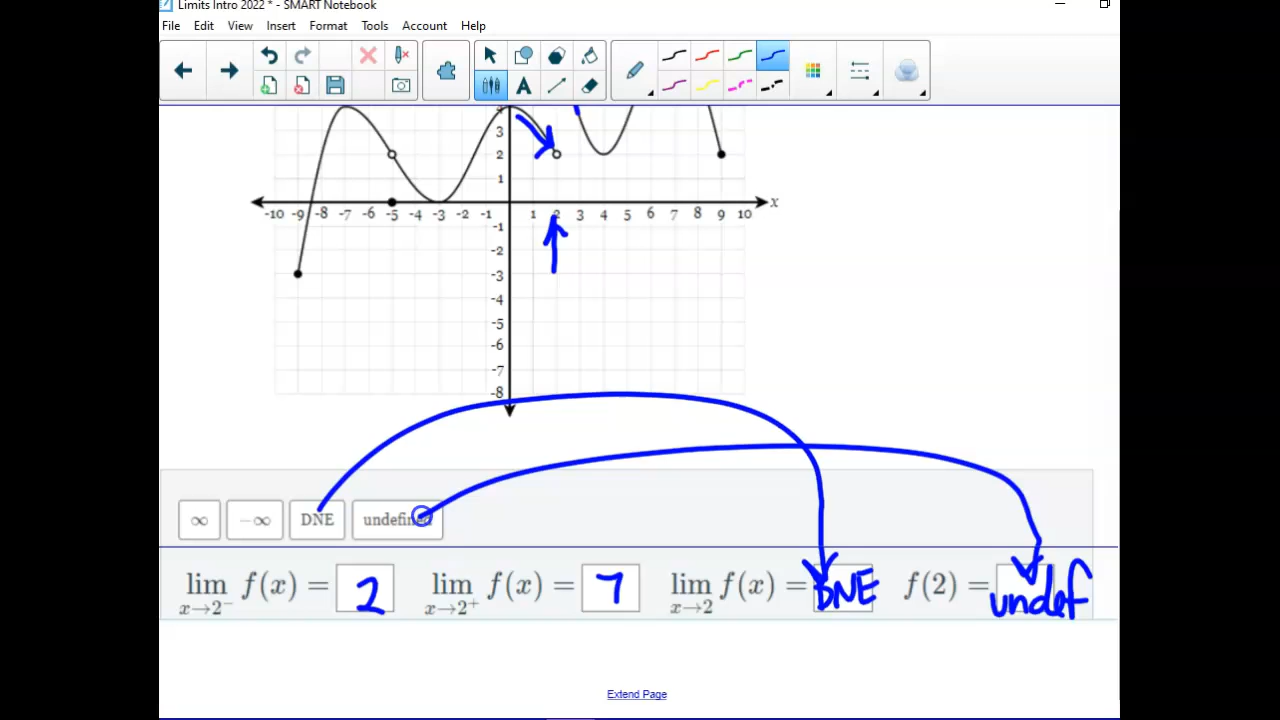 Limits Intro 2022 * - SMART Notebook
File Edit View Insert Format Tools Account Help
4
3
2
1
-10 -9 -8 -7 -6 -5 -4 -3 -2 -1 1 2 3 4 5 6 7 8 9 10 x
-1
-2
-3
-4
-5
-6
-7
-8
∞ -∞ DNE undefined
lim x→2⁻ f(x) = 2 lim x→2⁺ f(x) = 7 lim x→2 f(x) = DNE f(2) = undef
Extend Page